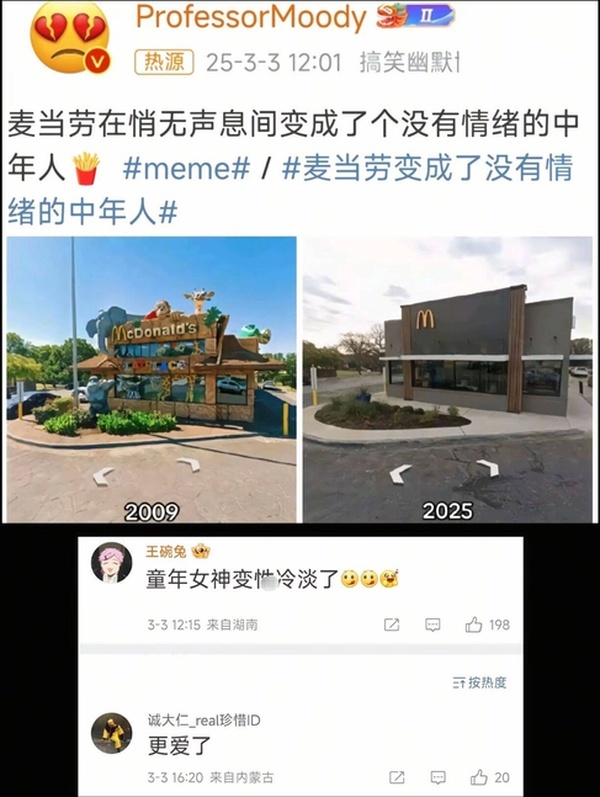 ProfessorMoody
II
热源 25-3-3 12:01 搞笑幽默
麦当劳在悄无声息间变成了个没有情绪的中
年人 #meme# / #麦当劳变成了没有情
绪的中年人#
McDonald's
2009
2025
王碗兔
童年女神变性冷淡了
3-3 12:15 来自湖南
198
按热度
诚大仁_real珍惜ID
更爱了
3-3 16:20 来自内蒙古
20